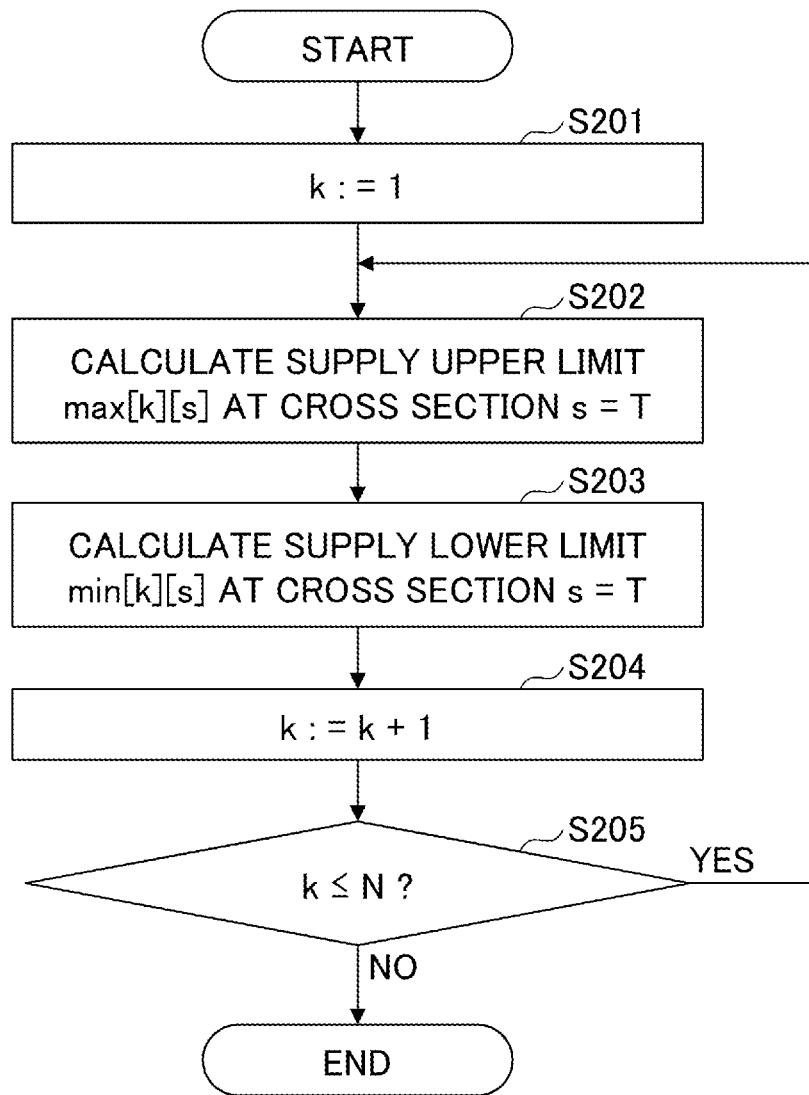 START
S201
k : = 1
S202
CALCULATE SUPPLY UPPER LIMIT
max[k][s] AT CROSS SECTION s = T
S203
CALCULATE SUPPLY LOWER LIMIT
min[k][s] AT CROSS SECTION s = T
S204
k : = k + 1
S205
k ≤ N ?
YES
NO
END